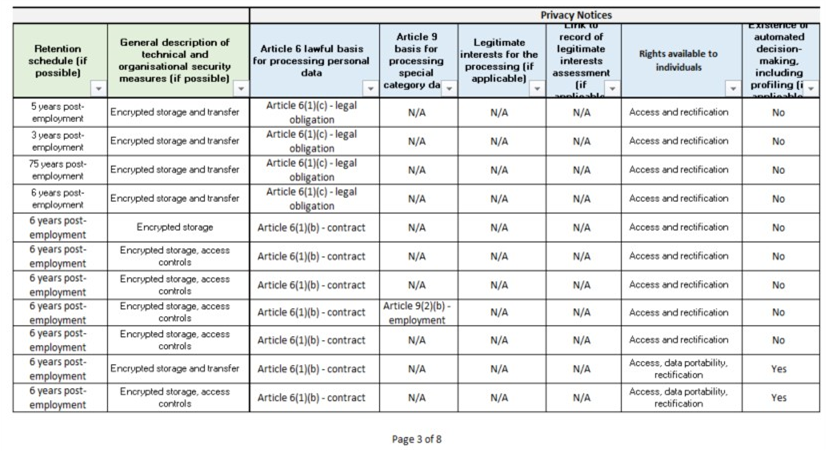 Privacy Notices
Retention
schedule (if
possible)
General description of
technical and
organisational security
measures (if possible)
Article 6 lawful basis
for processing personal
data
Article 9
basis for
processing
special
category da
Legitimate
interests for the
processing (if
applicable)
Link to
record of
legitimate
interests
assessment
(if
applicable
Rights available to
individuals
Existence of
automated
decision-
making,
including
profiling (i
applicable
5 years post-
employment
Encrypted storage and transfer
Article 6(1)(c) - legal
obligation
N/A
N/A
N/A
Access and rectification
No
3 years post-
employment
Encrypted storage and transfer
Article 6(1)(c) - legal
obligation
N/A
N/A
N/A
Access and rectification
No
75 years post-
employment
Encrypted storage and transfer
Article 6(1)(c) - legal
obligation
N/A
N/A
N/A
Access and rectification
No
6 years post-
employment
Encrypted storage and transfer
Article 6(1)(c) - legal
obligation
N/A
N/A
N/A
Access and rectification
No
6 years post-
employment
Encrypted storage
Article 6(1)(b) - contract
N/A
N/A
N/A
Access and rectification
No
6 years post-
employment
Encrypted storage, access
controls
Article 6(1)(b) - contract
N/A
N/A
N/A
Access and rectification
No
6 years post-
employment
Encrypted storage, access
controls
Article 6(1)(b) - contract
N/A
N/A
N/A
Access and rectification
No
6 years post-
employment
Encrypted storage, access
controls
Article 6(1)(b) - contract
Article 9(2)(b) -
employment
N/A
N/A
Access and rectification
No
6 years post-
employment
Encrypted storage, access
controls
Article 6(1)(b) - contract
N/A
N/A
N/A
Access and rectification
No
6 years post-
employment
Encrypted storage and transfer
Article 6(1)(b) - contract
N/A
N/A
N/A
Access, data portability,
rectification
Yes
6 years post-
employment
Encrypted storage, access
controls
Article 6(1)(b) - contract
N/A
N/A
N/A
Access, data portability,
rectification
Yes
Page 3 of 8